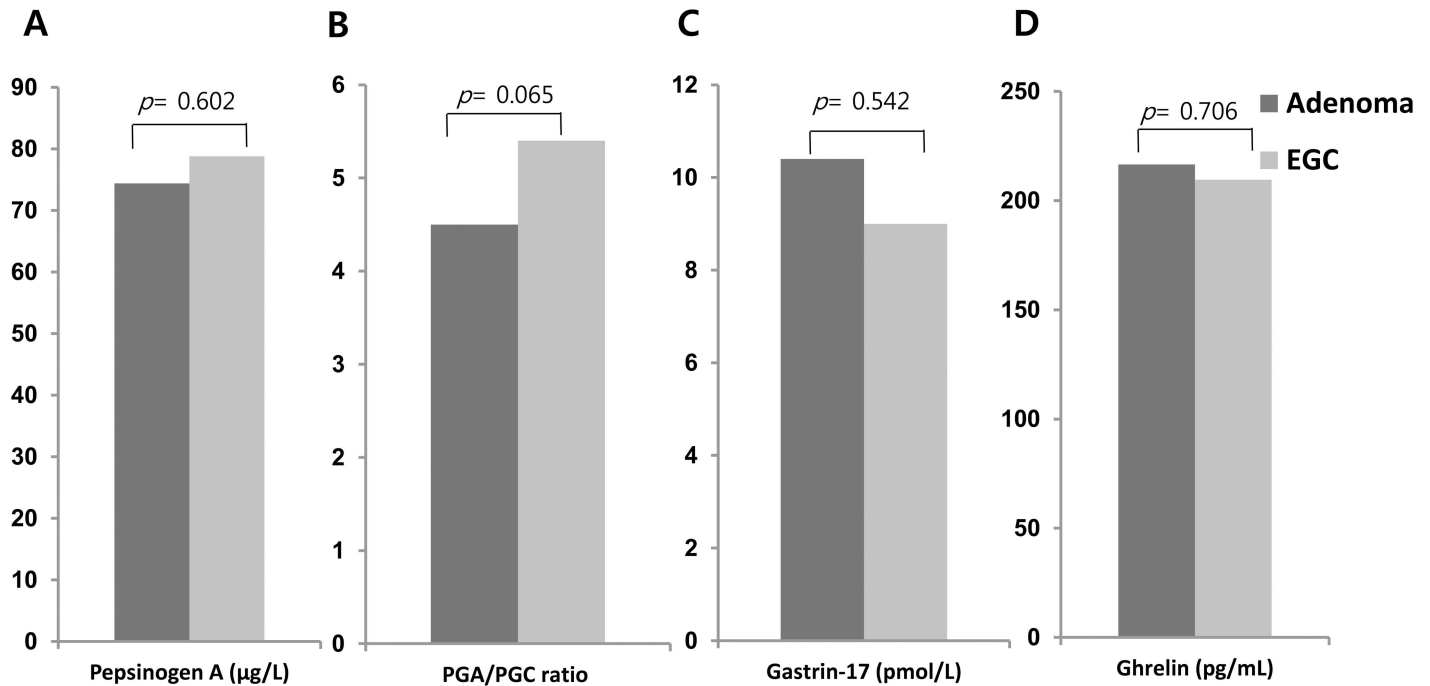 A
90
80
70
60
50
40
30
20
10
0
p= 0.602
Pepsinogen A (µg/L)
B
6
5
4
3
2
1
0
p= 0.065
PGA/PGC ratio
C
12
10
8
6
4
2
0
p= 0.542
Gastrin-17 (pmol/L)
D
250
200
150
100
50
0
p= 0.706
Ghrelin (pg/mL)
Adenoma
EGC